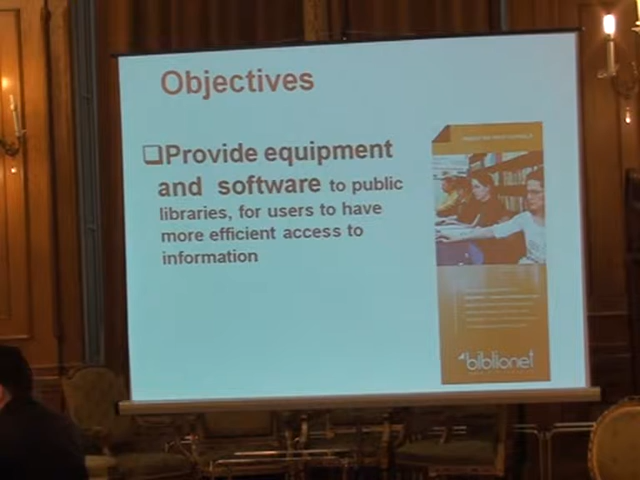 Objectives
❑Provide equipment
and software to public
libraries, for users to have
more efficient access to
information
biblionet